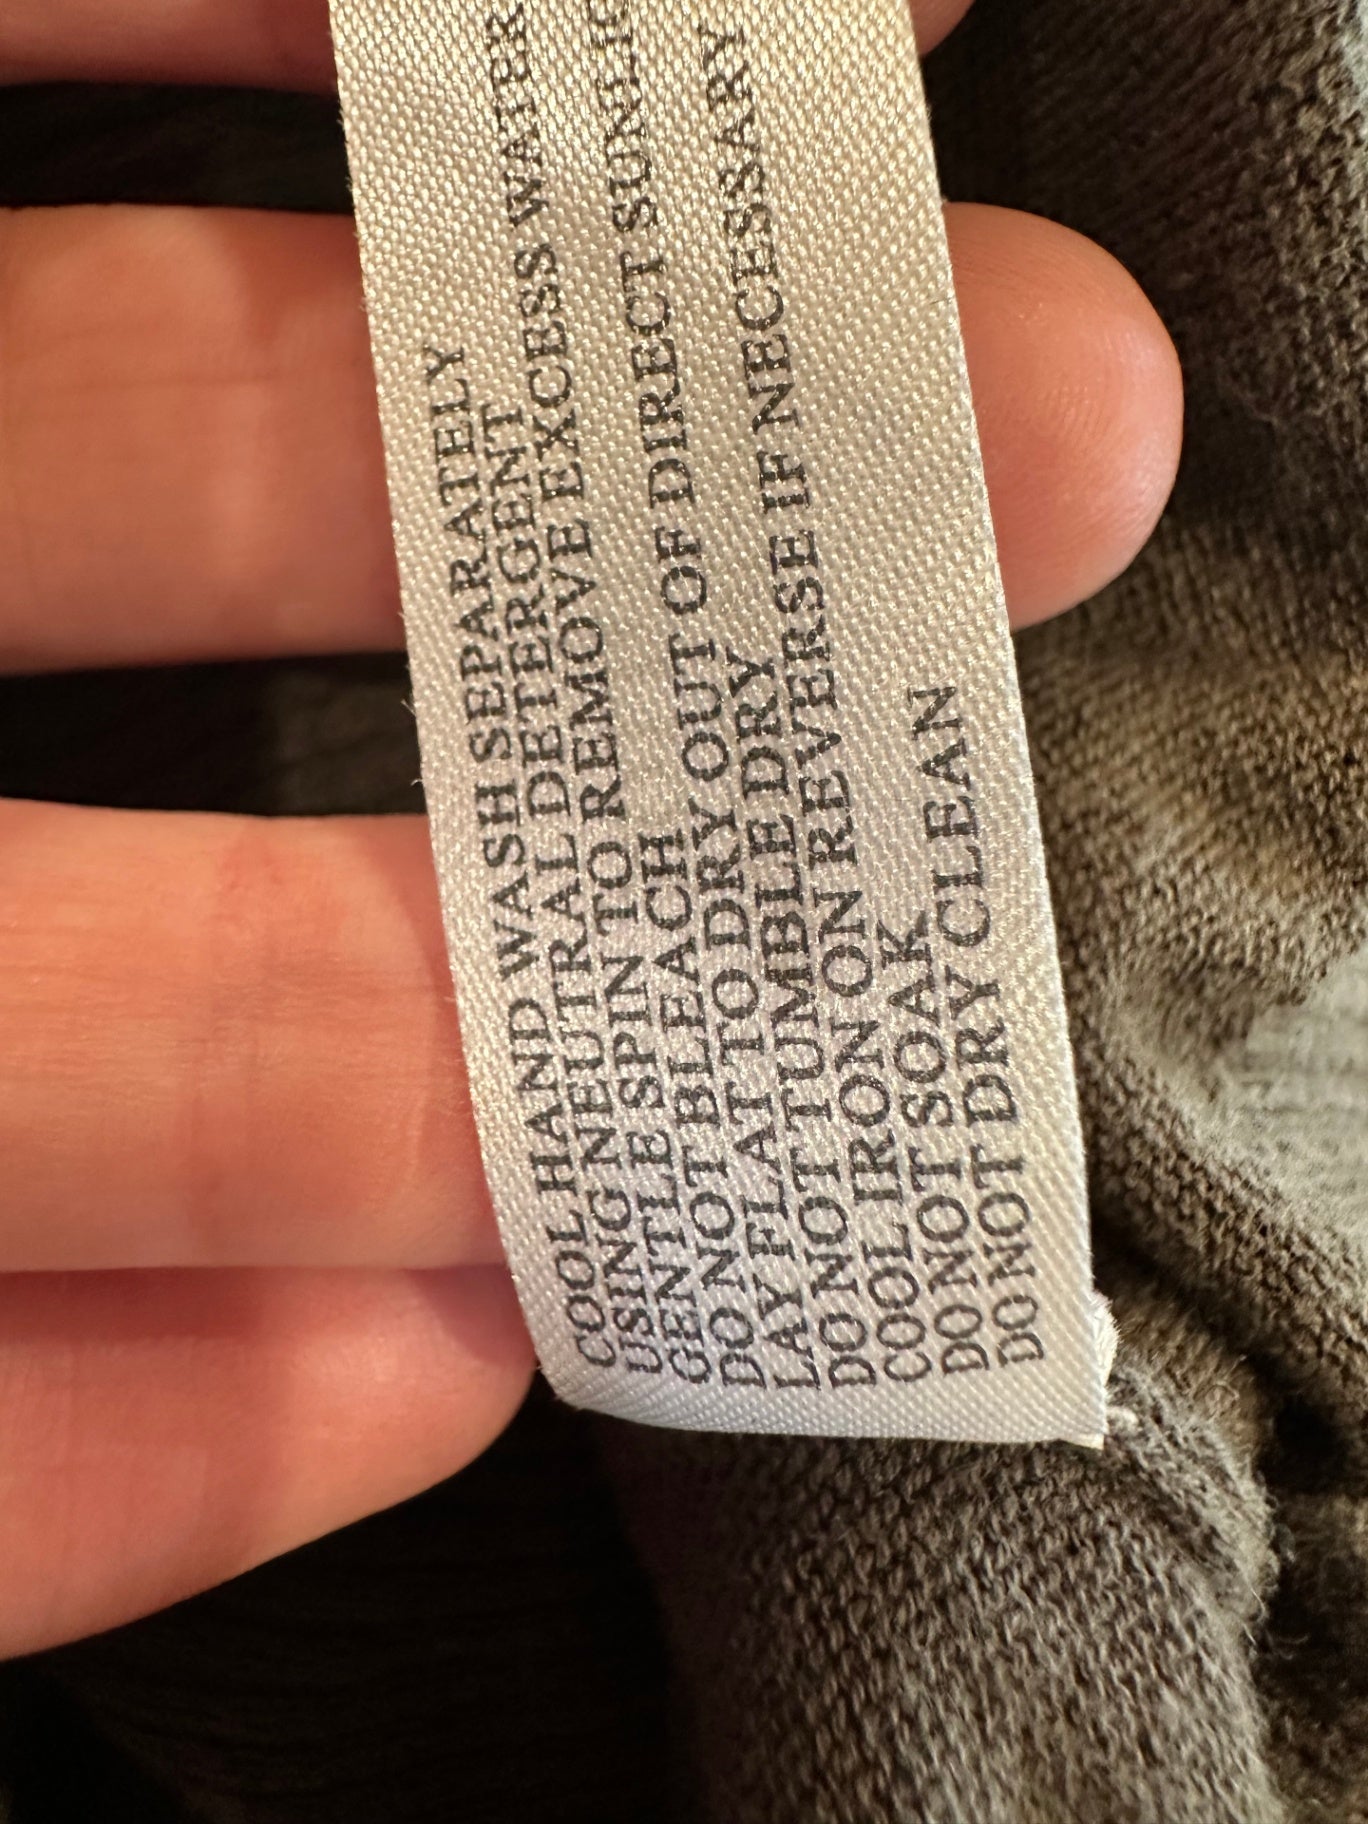 COOL HAND WASH SEPARATELY
USING NEUTRAL DETERGENT
GENTLE SPIN TO REMOVE EXCESS WATER
DO NOT BLEACH
LAY FLAT TO DRY OUT OF DIRECT SUNLIG
DO NOT TUMBLE DRY
COOL IRON ON REVERSE IF NECESSARY
DO NOT SOAK
DO NOT DRY CLEAN